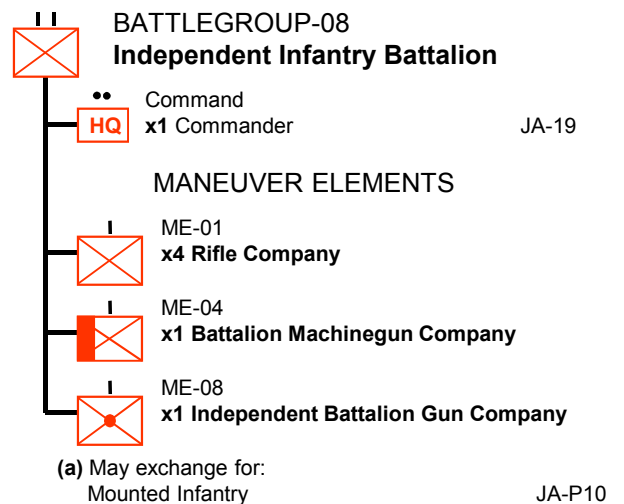 BATTLEGROUP-08
Independent Infantry Battalion
Command
HQ x1 Commander JA-19
MANEUVER ELEMENTS
ME-01
x4 Rifle Company
ME-04
x1 Battalion Machinegun Company
ME-08
x1 Independent Battalion Gun Company
(a) May exchange for:
Mounted Infantry JA-P10